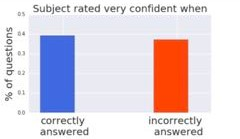 Subject rated very confident when
% of questions
0.5
0.4
0.3
0.2
0.1
0.0
correctly answered
incorrectly answered